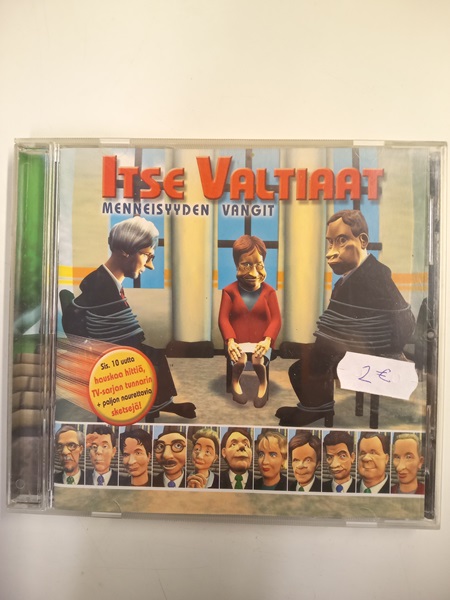 ITSE VALTIAAT
MENNEISYYDEN VANGIT
Sis. 10 uutta
hauskaa hittiä,
TV-sarjan tunnarin
+ paljon naurettavia
sketsejä!
2 €